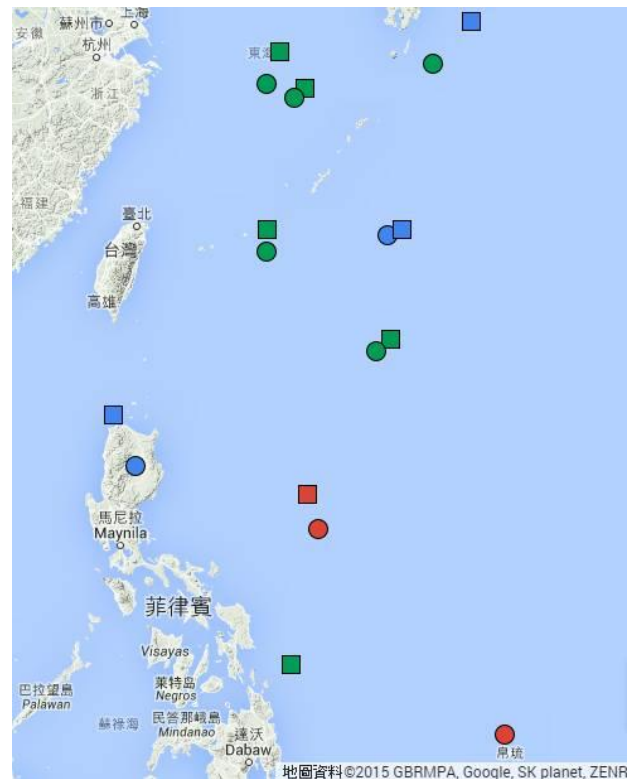 安徽
上海
蘇州市
杭州
東海
浙江
福建
臺北
台灣
高雄
馬尼拉
Maynila
菲律賓
Visayas
萊特岛
Negros
巴拉望島
Palawan
蘇祿海
民答那峨島
Mindanao
達沃
Dabaw
帛琉
地圖資料©2015 GBRMPA, Google, SK planet, ZENR